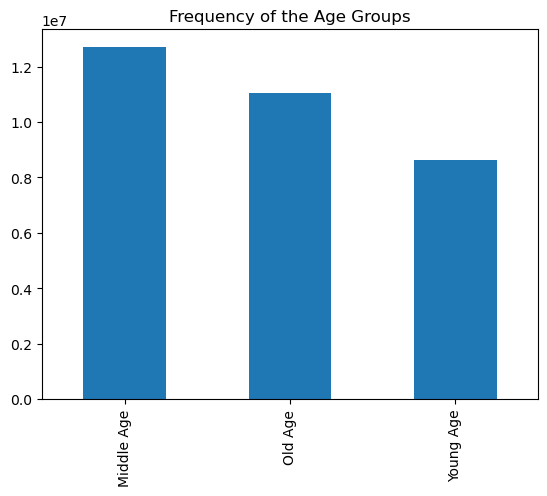 Frequency of the Age Groups
1e7
1.2
1.0
0.8
0.6
0.4
0.2
0.0
Middle Age
Old Age
Young Age